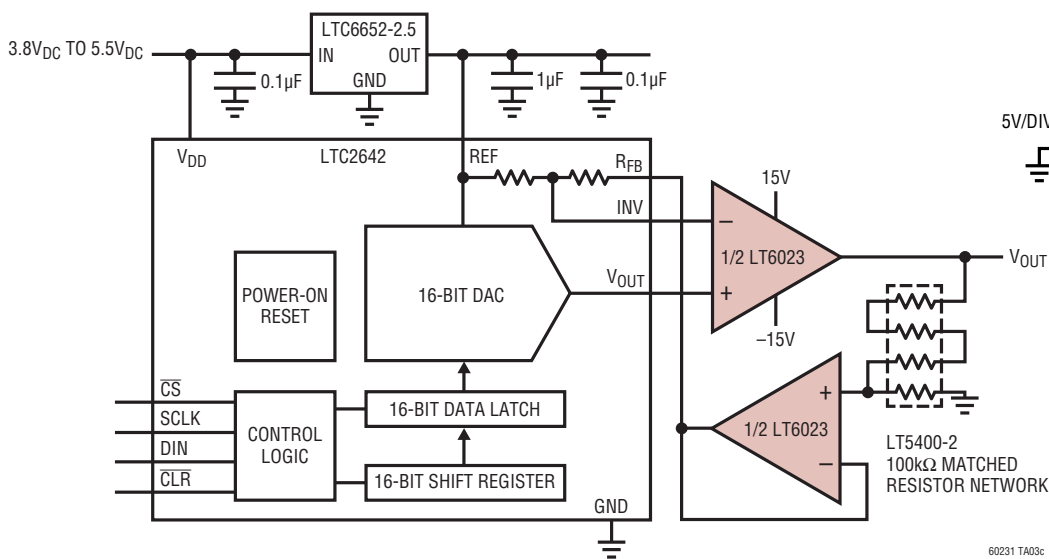 LTC6652-2.5
3.8VDC TO 5.5VDC
IN
OUT
GND
0.1µF
1µF
0.1µF
5V/DIV
VDD
LTC2642
REF
RFB
INV
15V
–
1/2 LT6023
+
–15V
VOUT
VOUT
POWER-ON
RESET
16-BIT DAC
CS
SCLK
DIN
CLR
CONTROL
LOGIC
16-BIT DATA LATCH
16-BIT SHIFT REGISTER
GND
+
1/2 LT6023
–
LT5400-2
100kΩ MATCHED
RESISTOR NETWORK
60231 TA03c